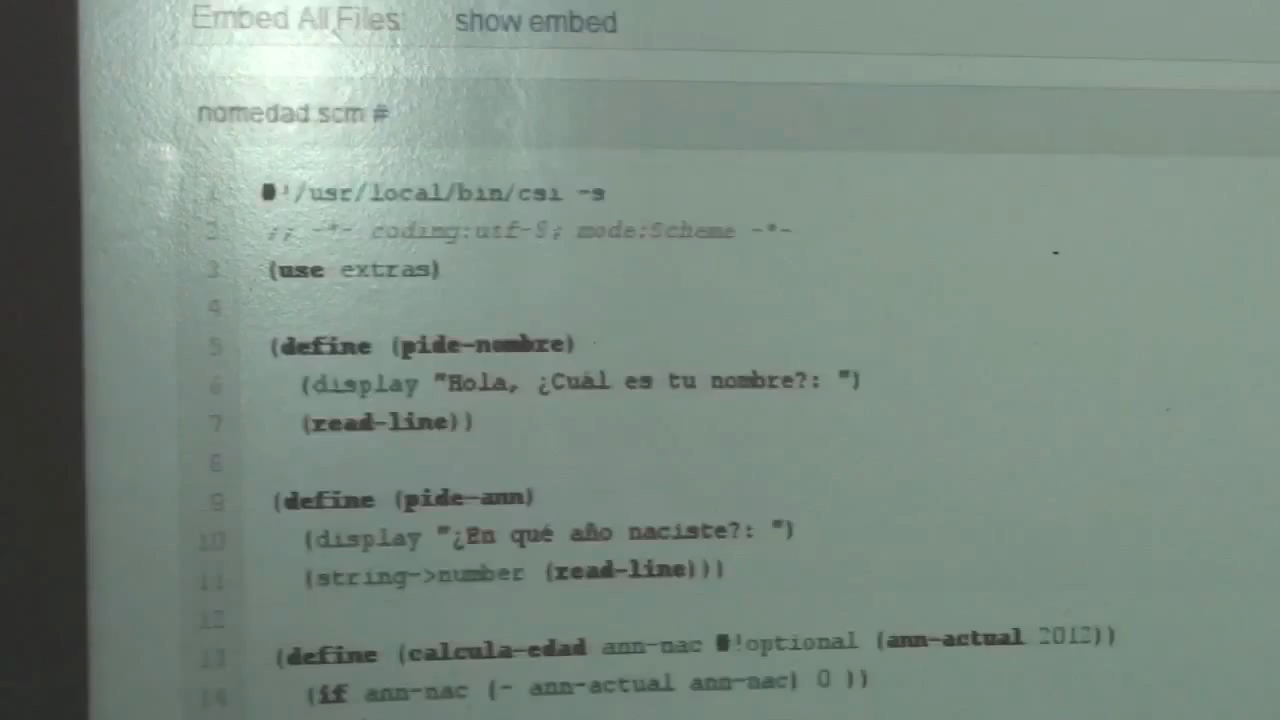 Embed All Files show embed
nomedad.scm #
1 #!/usr/local/bin/csi -s
2 ;; -*- coding:utf-8; mode:Scheme -*-
3 (use extras)
4
5 (define (pide-nombre)
6 (display "Hola, ¿Cuál es tu nombre?: ")
7 (read-line))
8
9 (define (pide-ann)
10 (display "¿En qué año naciste?: ")
11 (string->number (read-line)))
12
13 (define (calcula-edad ann-nac #!optional (ann-actual 2012))
14 (if ann-nac (- ann-actual ann-nac) 0 ))